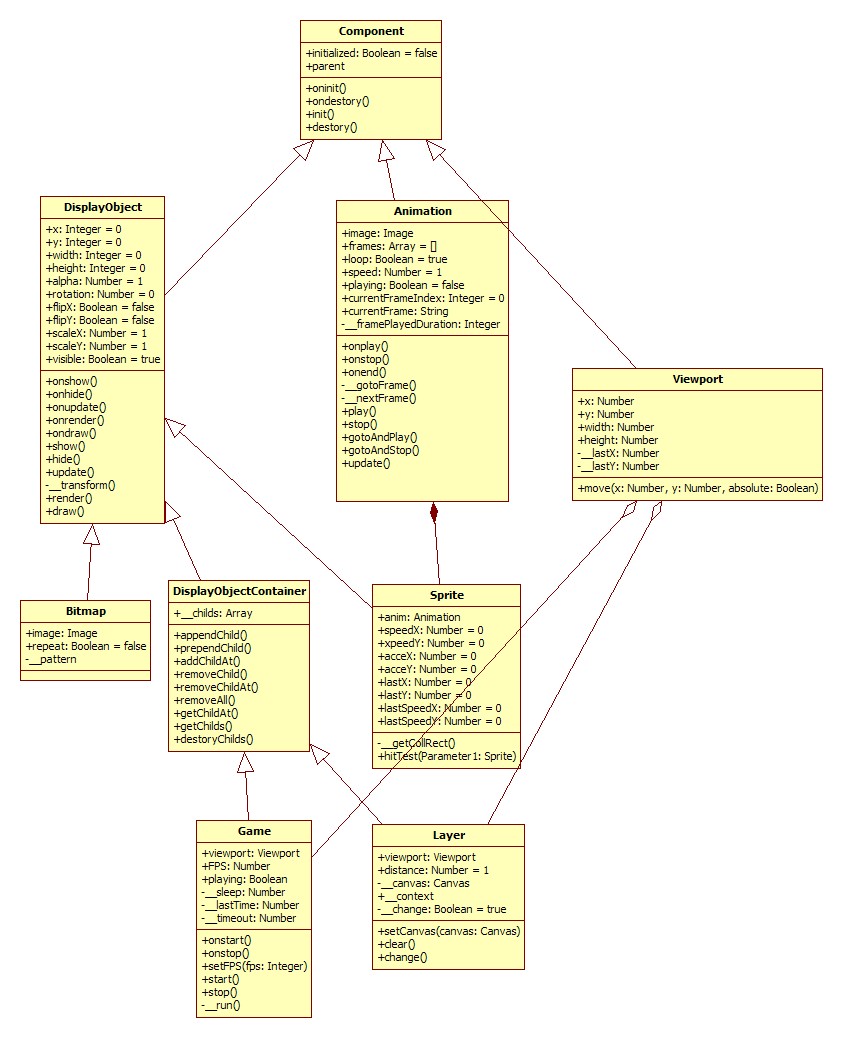 Component
+initialized: Boolean = false
+parent
+oninit()
+ondestory()
+init()
+destory()
DisplayObject
+x: Integer = 0
+y: Integer = 0
+width: Integer = 0
+height: Integer = 0
+alpha: Number = 1
+rotation: Number = 0
+flipX: Boolean = false
+flipY: Boolean = false
+scaleX: Number = 1
+scaleY: Number = 1
+visible: Boolean = true
+onshow()
+onhide()
+onupdate()
+onrender()
+ondraw()
+show()
+hide()
+update()
-__transform()
+render()
+draw()
Animation
+image: Image
+frames: Array = []
+loop: Boolean = true
+speed: Number = 1
+playing: Boolean = false
+currentFrameIndex: Integer = 0
+currentFrame: String
-__framePlayedDuration: Integer
+onplay()
+onstop()
+onend()
-__gotoFrame()
-__nextFrame()
+play()
+stop()
+gotoAndPlay()
+gotoAndStop()
+update()
Viewport
+x: Number
+y: Number
+width: Number
+height: Number
-__lastX: Number
-__lastY: Number
+move(x: Number, y: Number, absolute: Boolean)
Bitmap
+image: Image
+repeat: Boolean = false
-__pattern
DisplayObjectContainer
+__childs: Array
+appendChild()
+prependChild()
+addChildAt()
+removeChild()
+removeChildAt()
+removeAll()
+getChildAt()
+getChilds()
+destoryChilds()
Sprite
+anim: Animation
+speedX: Number = 0
+xpeedY: Number = 0
+acceX: Number = 0
+acceY: Number = 0
+lastX: Number = 0
+lastY: Number = 0
+lastSpeedX: Number = 0
+lastSpeedY: Number = 0
-__getCollRect()
+hitTest(Parameter1: Sprite)
Game
+viewport: Viewport
+FPS: Number
+playing: Boolean
-__sleep: Number
-__lastTime: Number
-__timeout: Number
+onstart()
+onstop()
+setFPS(fps: Integer)
+start()
+stop()
-__run()
Layer
+viewport: Viewport
+distance: Number = 1
-__canvas: Canvas
+__context
-__change: Boolean = true
+setCanvas(canvas: Canvas)
+clear()
+change()